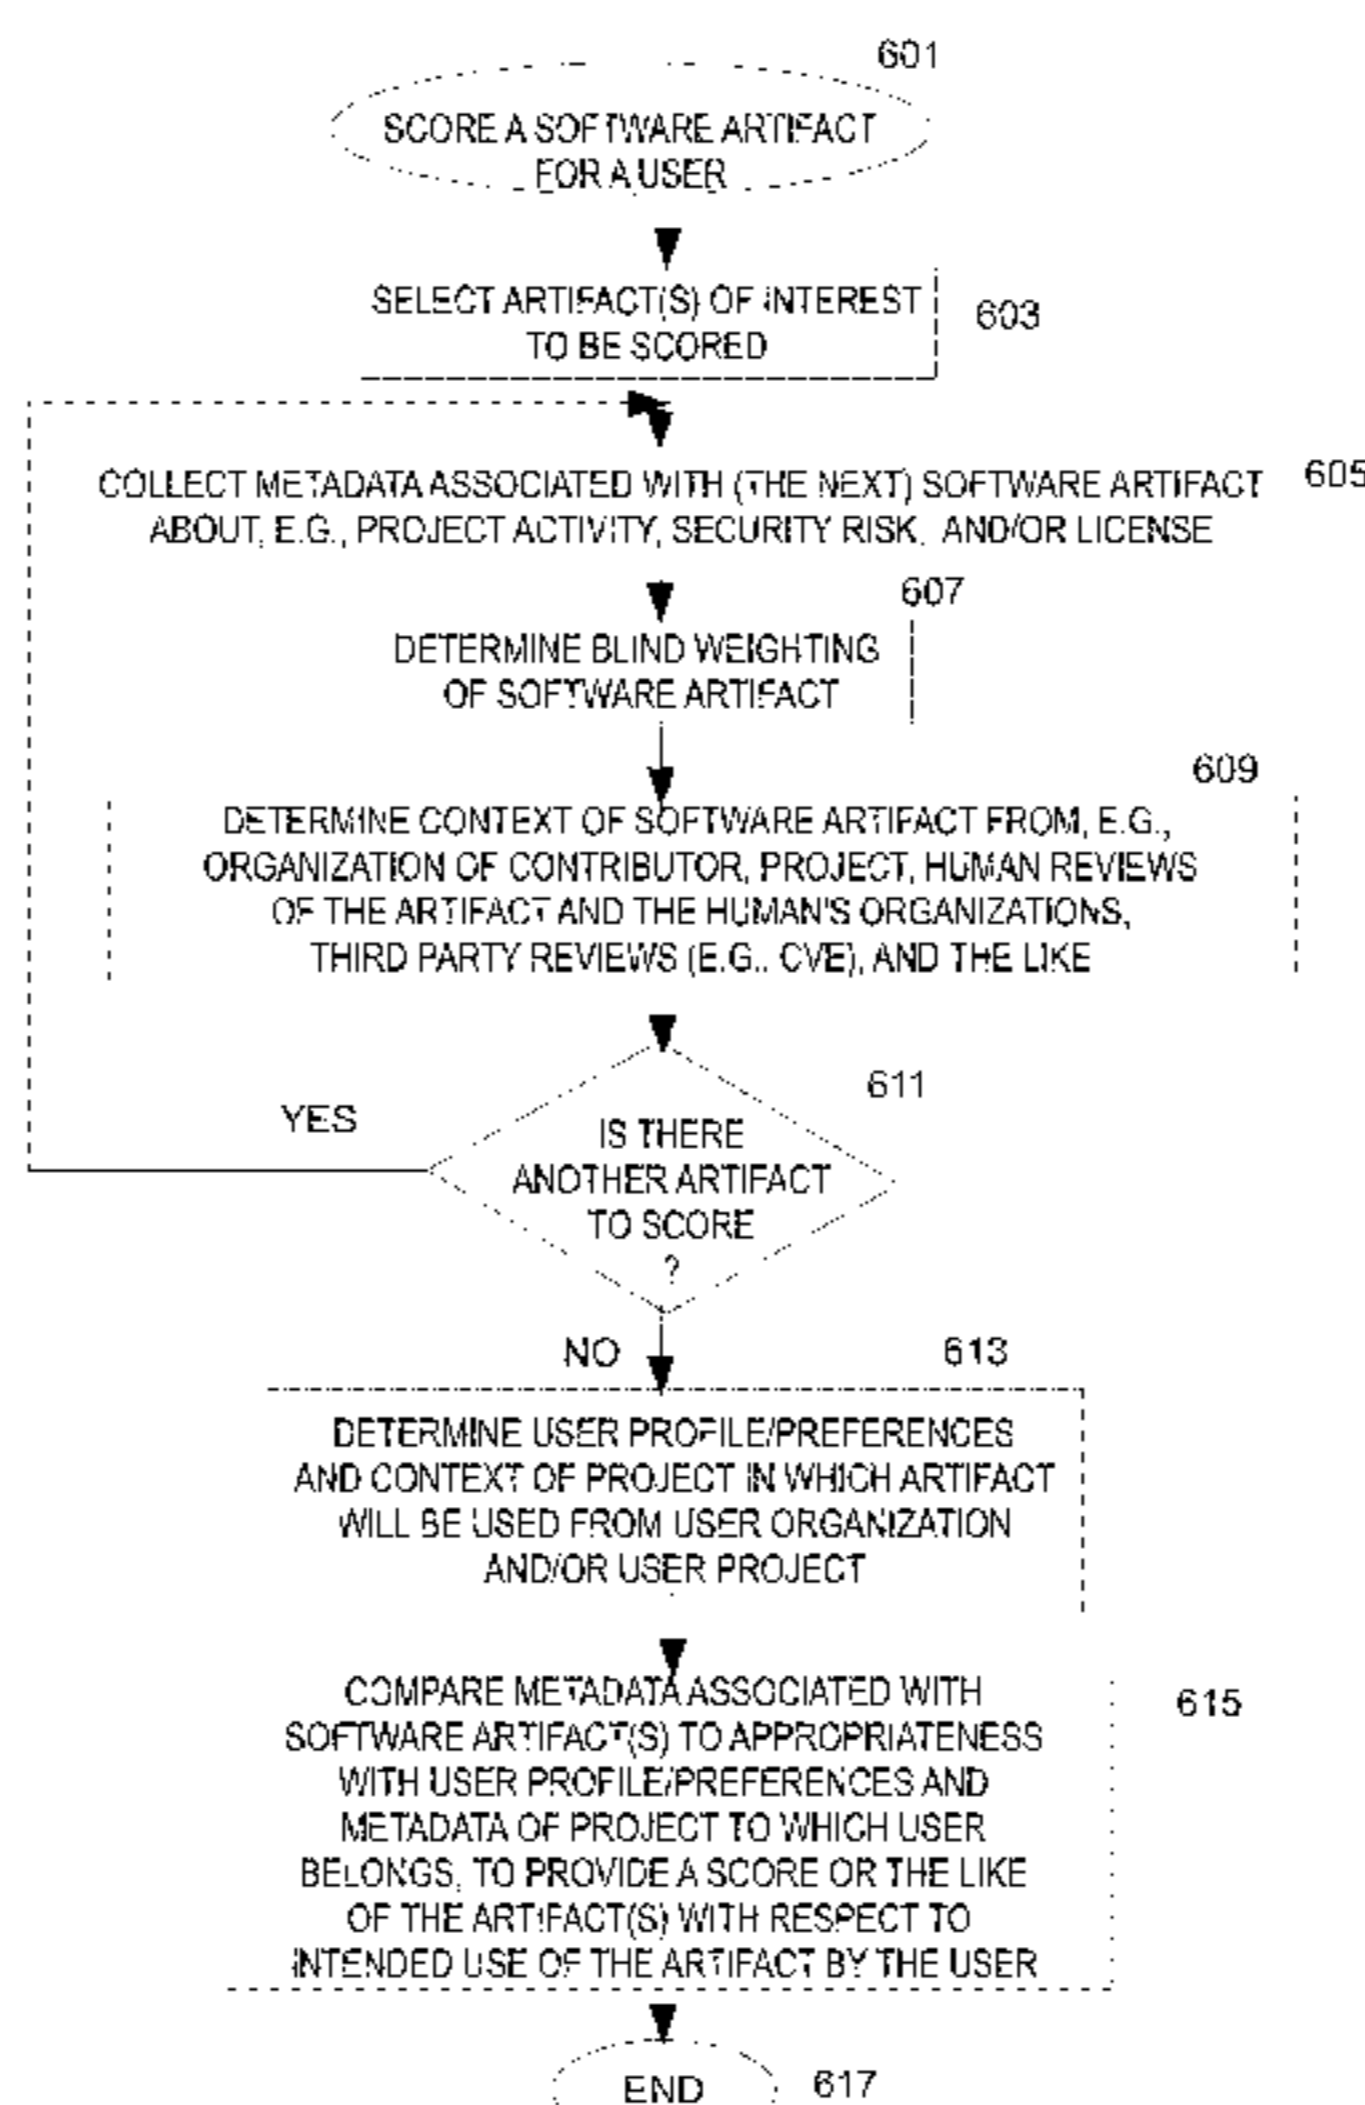 601
SCORE A SOFTWARE ARTIFACT
FOR A USER
SELECT ARTIFACT(S) OF INTEREST
TO BE SCORED
603
COLLECT METADATA ASSOCIATED WITH (THE NEXT) SOFTWARE ARTIFACT
ABOUT, E.G., PROJECT ACTIVITY, SECURITY RISK, AND/OR LICENSE
605
607
DETERMINE BLIND WEIGHTING
OF SOFTWARE ARTIFACT
609
DETERMINE CONTEXT OF SOFTWARE ARTIFACT FROM, E.G.,
ORGANIZATION OF CONTRIBUTOR, PROJECT, HUMAN REVIEWS
OF THE ARTIFACT AND THE HUMAN'S ORGANIZATIONS,
THIRD PARTY REVIEWS (E.G., CVE), AND THE LIKE
611
YES
IS THERE
ANOTHER ARTIFACT
TO SCORE
?
NO
613
DETERMINE USER PROFILE/PREFERENCES
AND CONTEXT OF PROJECT IN WHICH ARTIFACT
WILL BE USED FROM USER ORGANIZATION
AND/OR USER PROJECT
COMPARE METADATA ASSOCIATED WITH
SOFTWARE ARTIFACT(S) TO APPROPRIATENESS
WITH USER PROFILE/PREFERENCES AND
METADATA OF PROJECT TO WHICH USER
BELONGS, TO PROVIDE A SCORE OR THE LIKE
OF THE ARTIFACT(S) WITH RESPECT TO
INTENDED USE OF THE ARTIFACT BY THE USER
615
END
617